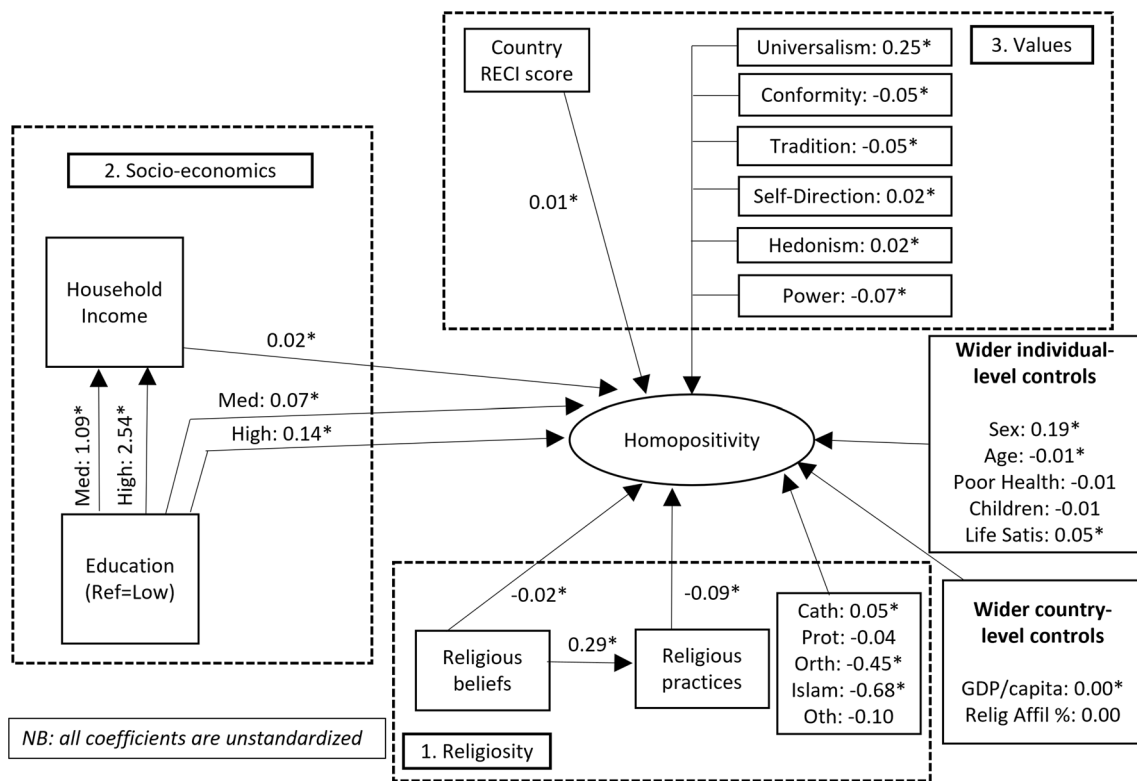 Country
RECI score
Universalism: 0.25*
3. Values
Conformity: -0.05*
Tradition: -0.05*
Self-Direction: 0.02*
Hedonism: 0.02*
Power: -0.07*
0.01*
2. Socio-economics
Household
Income
0.02*
Med: 1.09*
High: 2.54*
Med: 0.07*
High: 0.14*
Education
(Ref=Low)
Homopositivity
Wider individual-
level controls
Sex: 0.19*
Age: -0.01*
Poor Health: -0.01
Children: -0.01
Life Satis: 0.05*
-0.02*
-0.09*
Religious
beliefs
0.29*
Religious
practices
Cath: 0.05*
Prot: -0.04
Orth: -0.45*
Islam: -0.68*
Oth: -0.10
1. Religiosity
Wider country-
level controls
GDP/capita: 0.00*
Relig Affil %: 0.00
NB: all coefficients are unstandardized